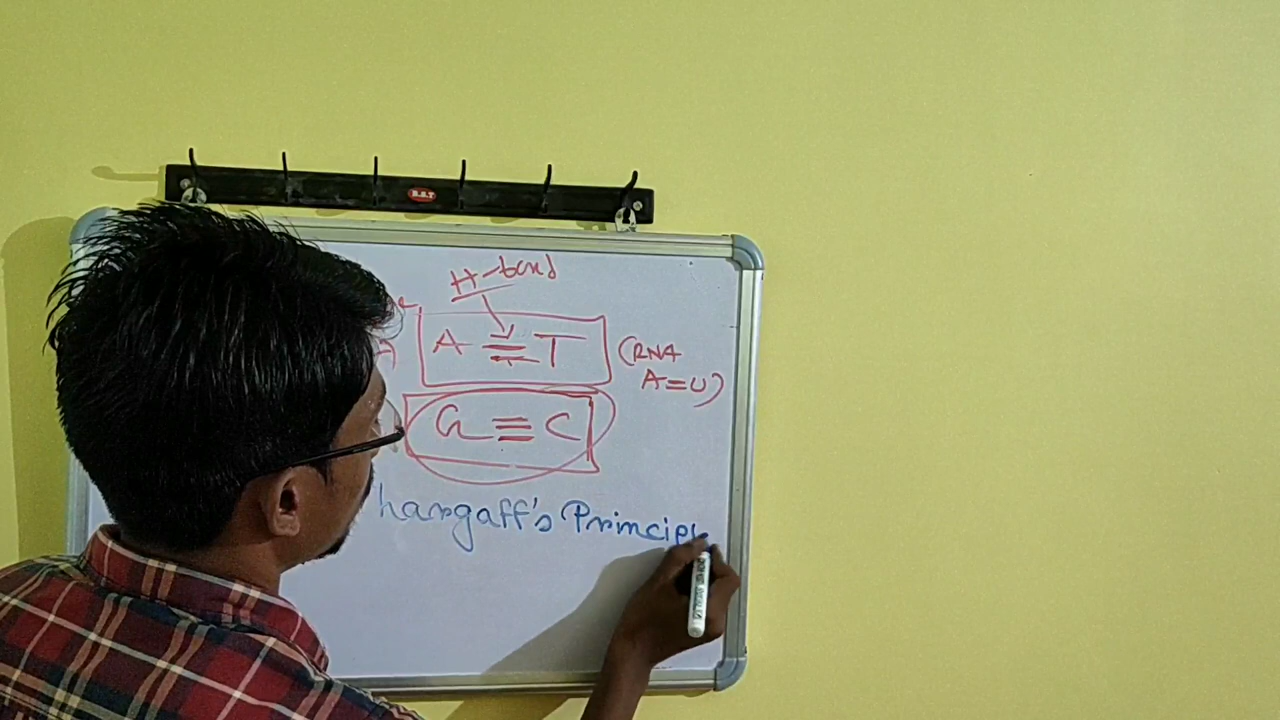 H-bond
A = T (RNA
A=U)
G ≡ C
hargaff's Principl